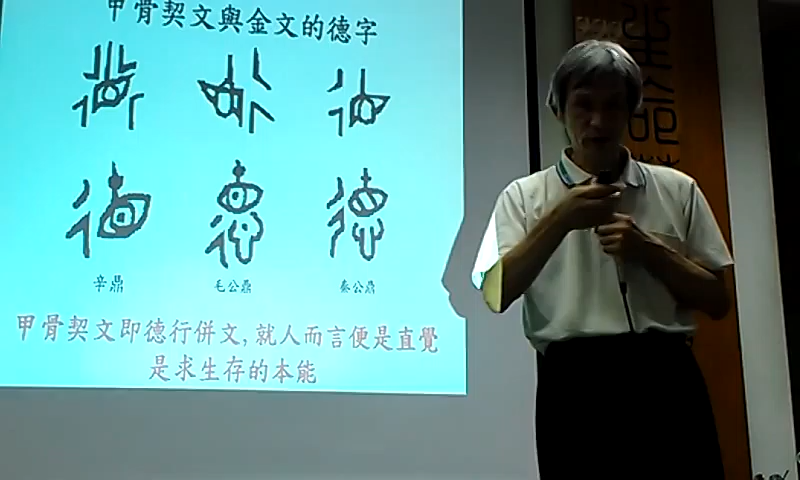 甲骨契文與金文的德字
辛鼎 毛公鼎 秦公鼎
甲骨契文即德行併文,就人而言便是直覺
是求生存的本能